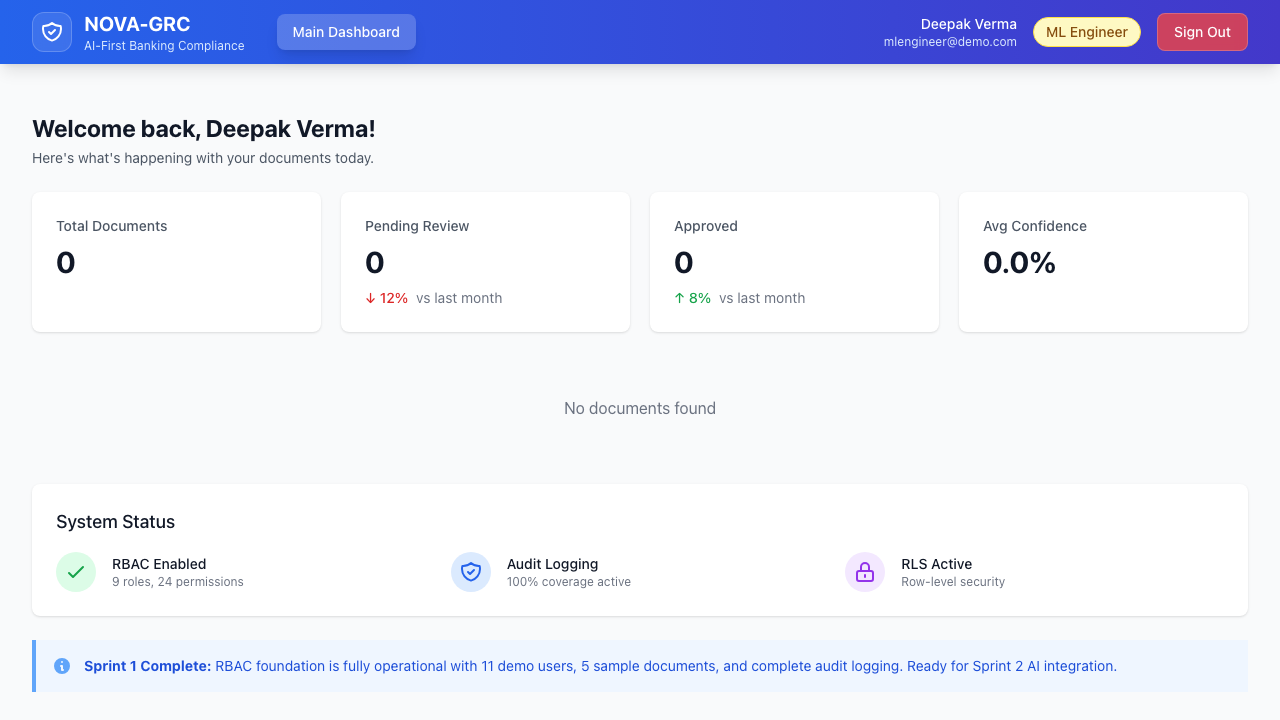 NOVA-GRC
AI-First Banking Compliance
Main Dashboard
Deepak Verma
mlengineer@demo.com
ML Engineer
Sign Out
Welcome back, Deepak Verma!
Here's what's happening with your documents today.
Total Documents
0
Pending Review
0
↓ 12% vs last month
Approved
0
↑ 8% vs last month
Avg Confidence
0.0%
No documents found
System Status
RBAC Enabled
9 roles, 24 permissions
Audit Logging
100% coverage active
RLS Active
Row-level security
Sprint 1 Complete: RBAC foundation is fully operational with 11 demo users, 5 sample documents, and complete audit logging. Ready for Sprint 2 AI integration.